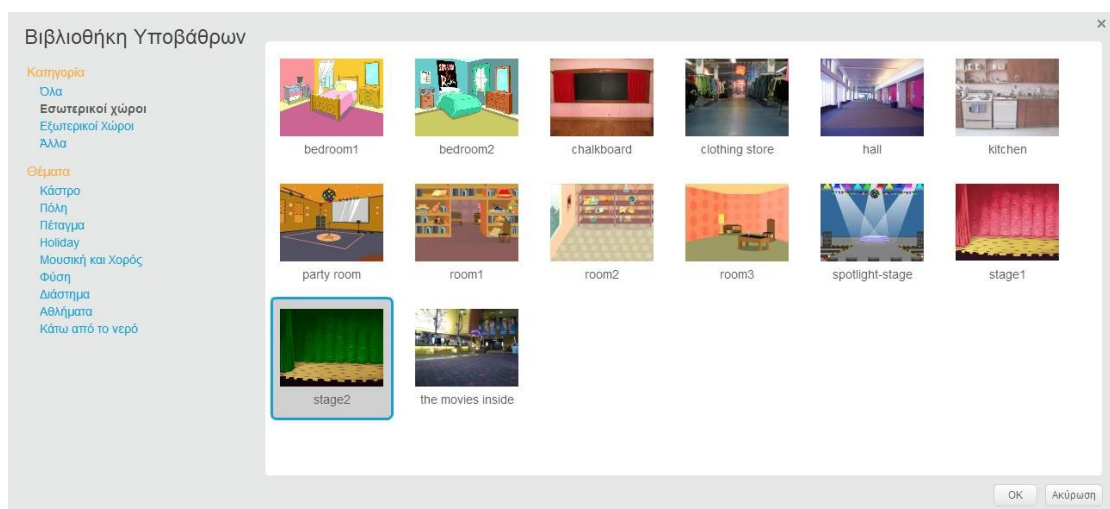 Βιβλιοθήκη Υποβάθρων
×
Κατηγορία
Όλα
Εσωτερικοί χώροι
Εξωτερικοί Χώροι
Άλλα
Θέματα
Κάστρο
Πόλη
Πέταγμα
Holiday
Μουσική και Χορός
Φύση
Διάστημα
Αθλήματα
Κάτω από το νερό
bedroom1 bedroom2 chalkboard clothing store hall kitchen
party room room1 room2 room3 spotlight-stage stage1
stage2 the movies inside
OK Ακύρωση